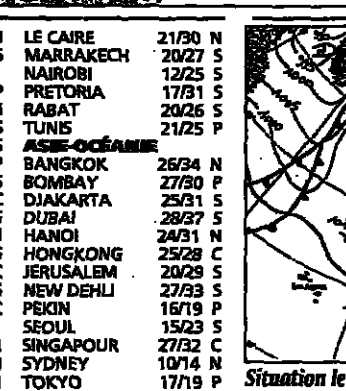 LE CAIRE 21/30 N
MARRAKECH 20/27 S
NAIROBI 12/25 S
PRETORIA 17/31 S
RABAT 20/26 S
TUNIS 21/25 P
ASIE-OCÉANIE
BANGKOK 26/34 N
BOMBAY 27/30 P
DJAKARTA 25/31 S
DUBAI 28/37 S
HANOI 24/31 N
HONGKONG 25/28 C
JERUSALEM 20/29 S
NEW DEHLI 27/33 S
PEKIN 16/19 P
SEOUL 15/23 S
SINGAPOUR 27/32 C
SYDNEY 10/14 N
TOKYO 17/19 P
Situation le